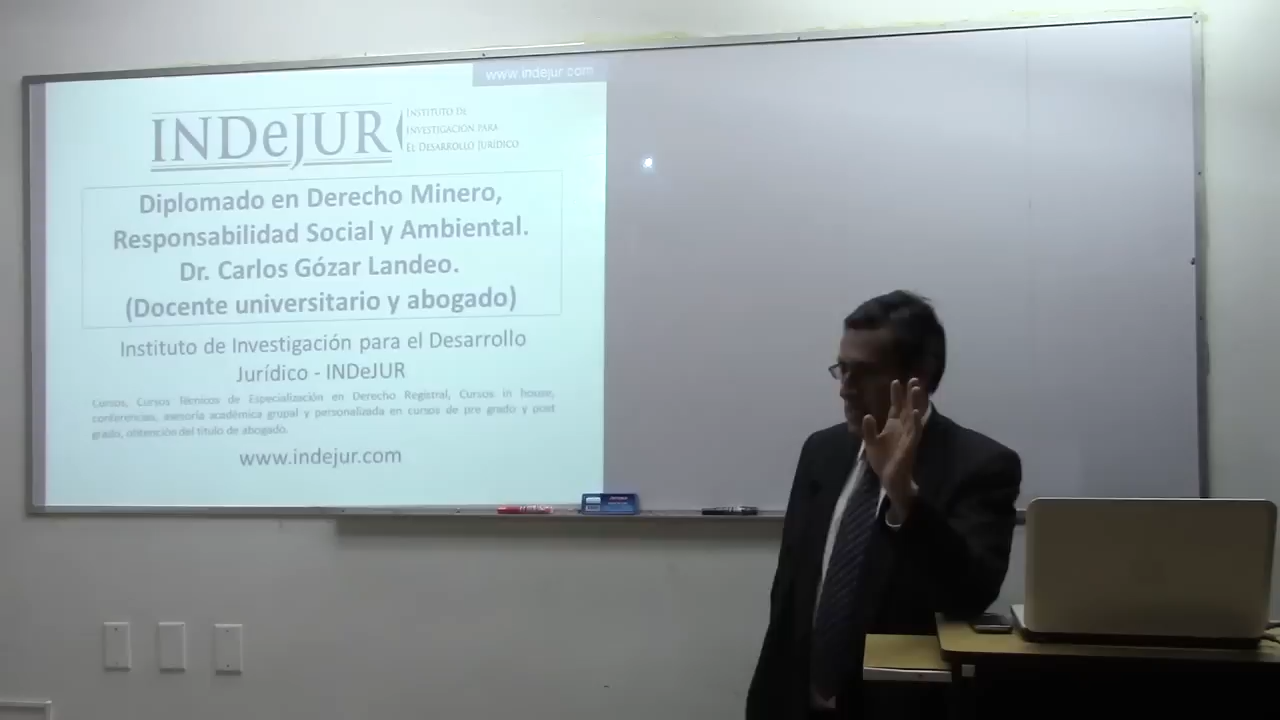 www.indejur.com
INDeJUR
INSTITUTO DE
INVESTIGACIÓN PARA
EL DESARROLLO JURÍDICO
Diplomado en Derecho Minero,
Responsabilidad Social y Ambiental.
Dr. Carlos Gózar Landeo.
(Docente universitario y abogado)
Instituto de Investigación para el Desarrollo
Jurídico - INDeJUR
Cursos, Cursos Técnicos de Especialización en Derecho Registral, Cursos in house,
conferencias, asesoría académica grupal y personalizada en cursos de pre grado y post
grado, obtención del título de abogado.
www.indejur.com